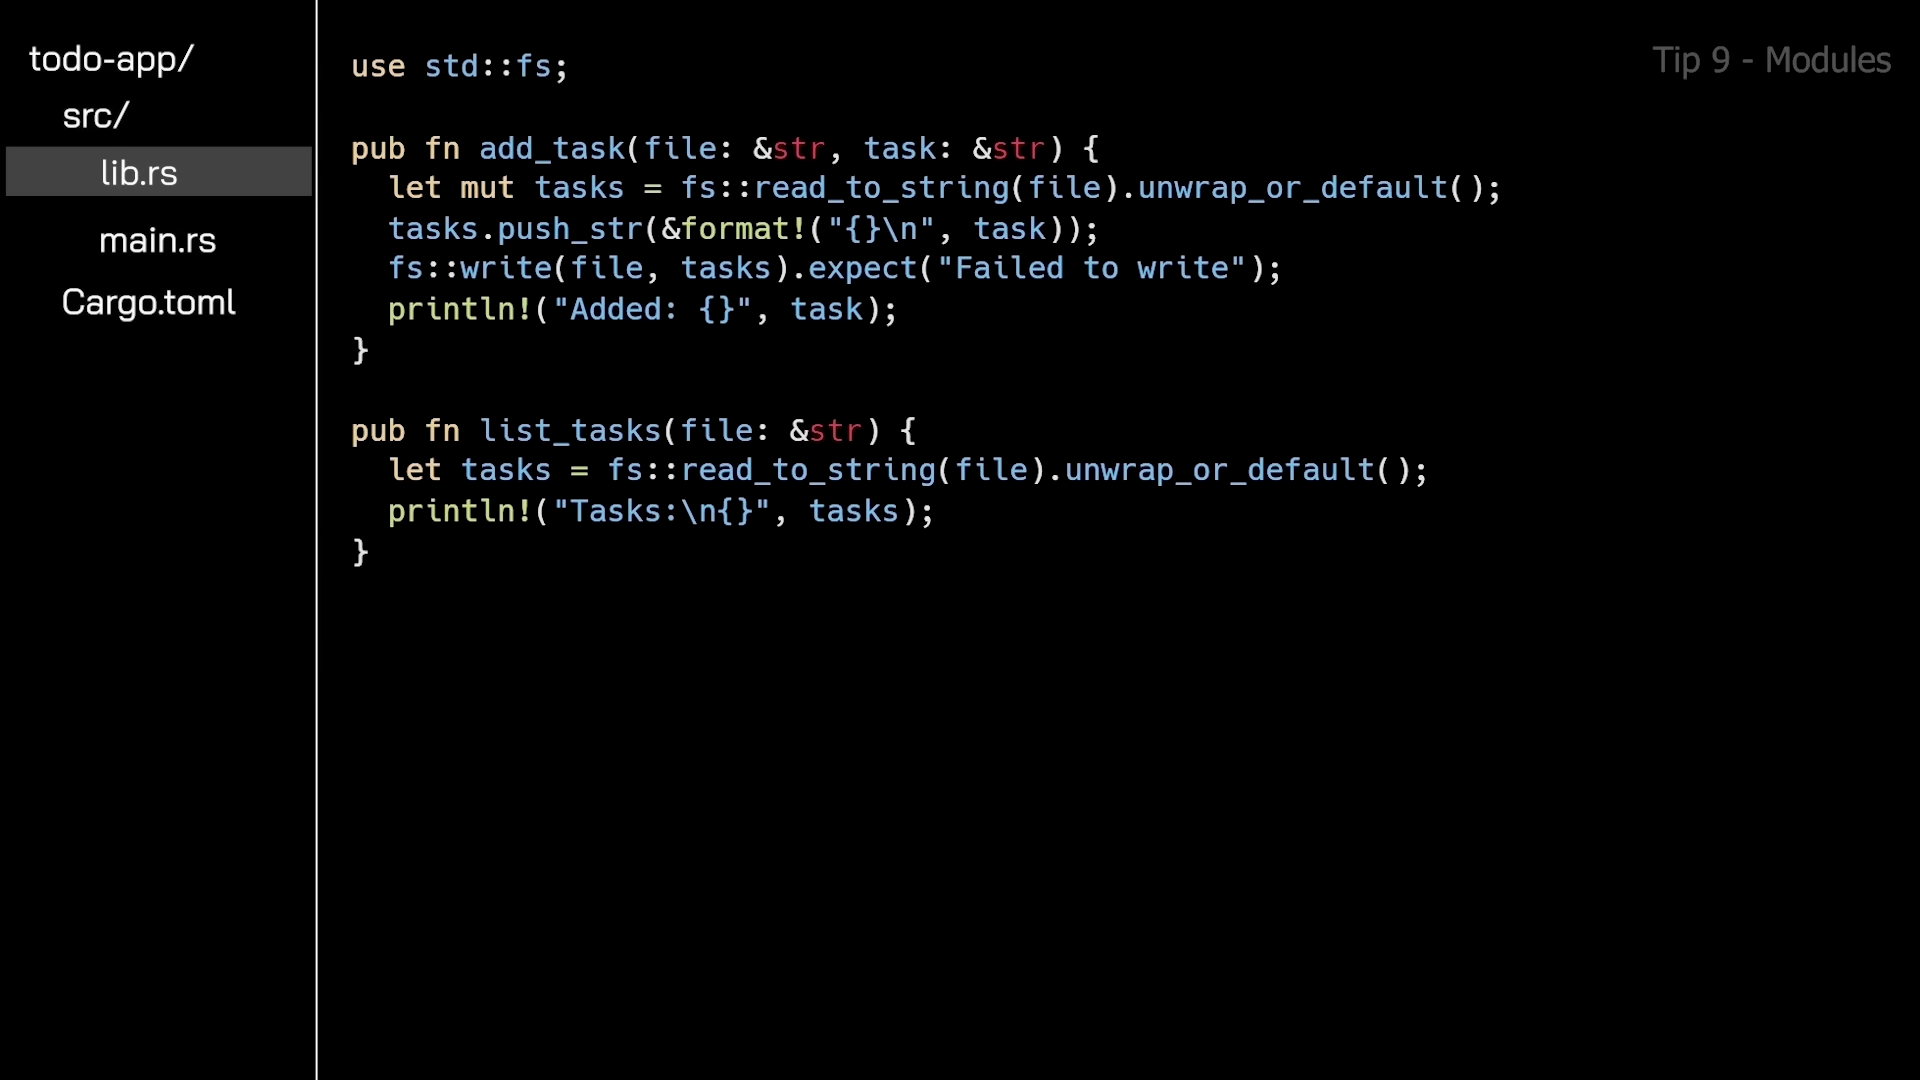 todo-app/
src/
lib.rs
main.rs
Cargo.toml
Tip 9 - Modules
use std::fs;
pub fn add_task(file: &str, task: &str) {
  let mut tasks = fs::read_to_string(file).unwrap_or_default();
  tasks.push_str(&format!("{}\n", task));
  fs::write(file, tasks).expect("Failed to write");
  println!("Added: {}", task);
}
pub fn list_tasks(file: &str) {
  let tasks = fs::read_to_string(file).unwrap_or_default();
  println!("Tasks:\n{}", tasks);
}